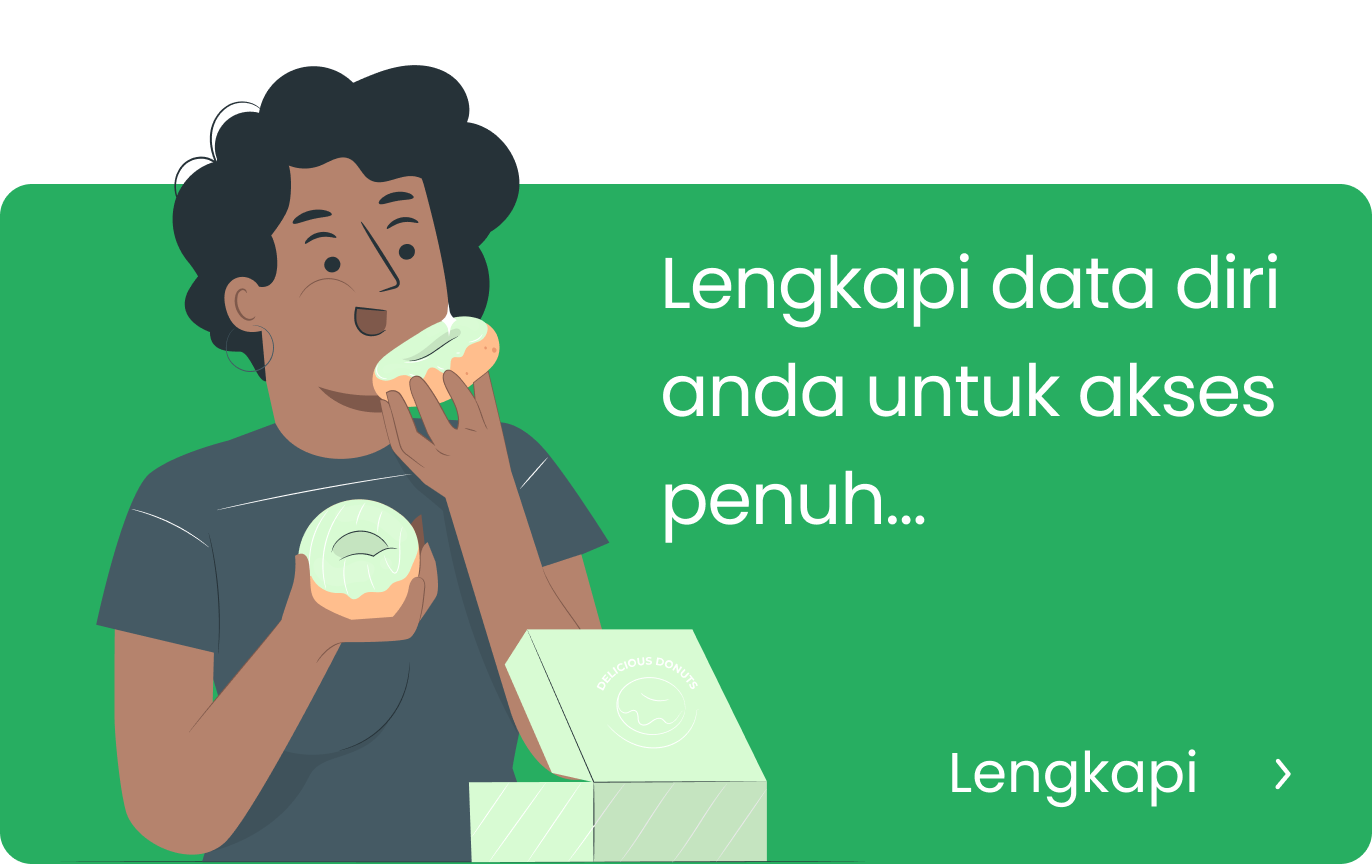 Lengkapi data diri
anda untuk akses
penuh...
DELICIOUS DONUTS
Lengkapi